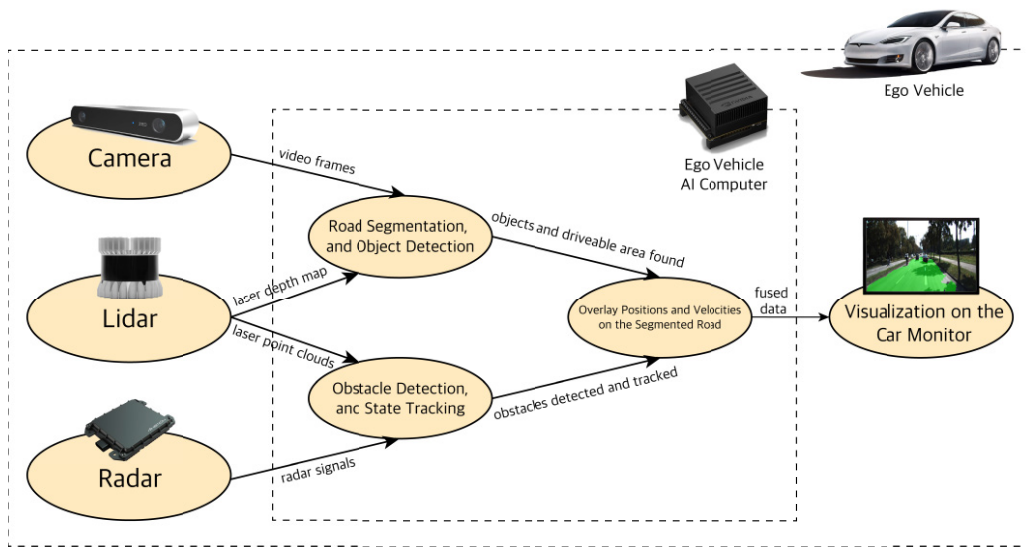 Ego Vehicle
Camera
video frames
Ego Vehicle
AI Computer
Road Segmentation,
and Object Detection
objects and driveable area found
laser depth map
Lidar
laser point clouds
Overlay Positions and Velocities
on the Segmented Road
fused
data
Visualization on the
Car Monitor
Obstacle Detection,
and State Tracking
obstacles detected and tracked
Radar
radar signals